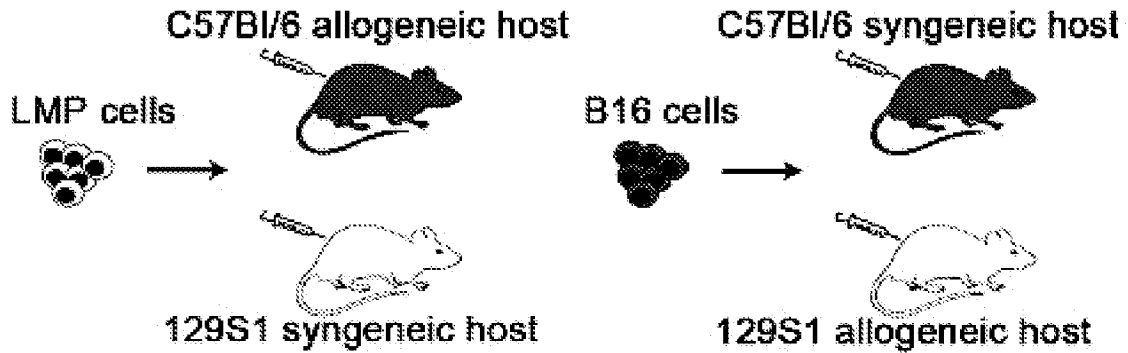 C57Bl/6 allogeneic host
LMP cells
129S1 syngeneic host
C57Bl/6 syngeneic host
B16 cells
129S1 allogeneic host